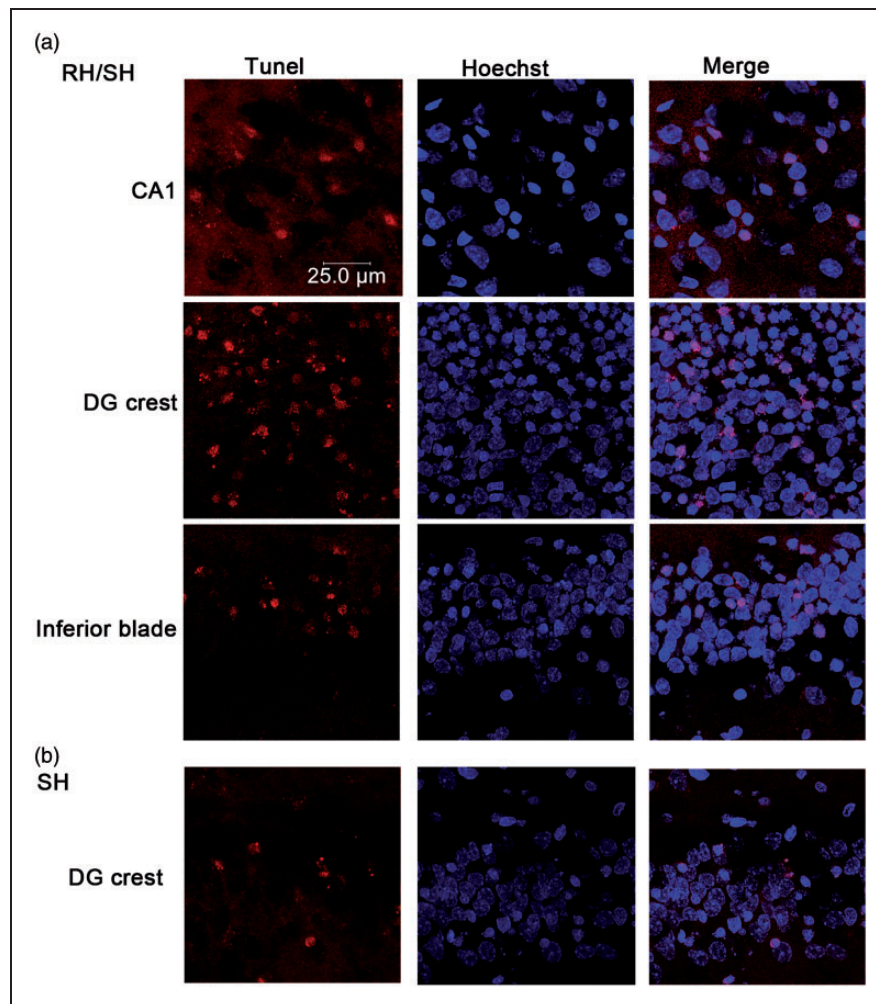 (a)
RH/SH
Tunel
Hoechst
Merge
CA1
25.0 μm
DG crest
Inferior blade
(b)
SH
DG crest